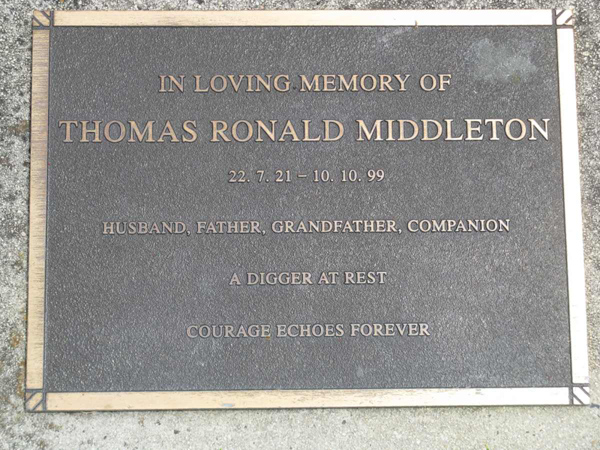 IN LOVING MEMORY OF
THOMAS RONALD MIDDLETON
22. 7. 21 – 10. 10. 99
HUSBAND, FATHER, GRANDFATHER, COMPANION
A DIGGER AT REST
COURAGE ECHOES FOREVER